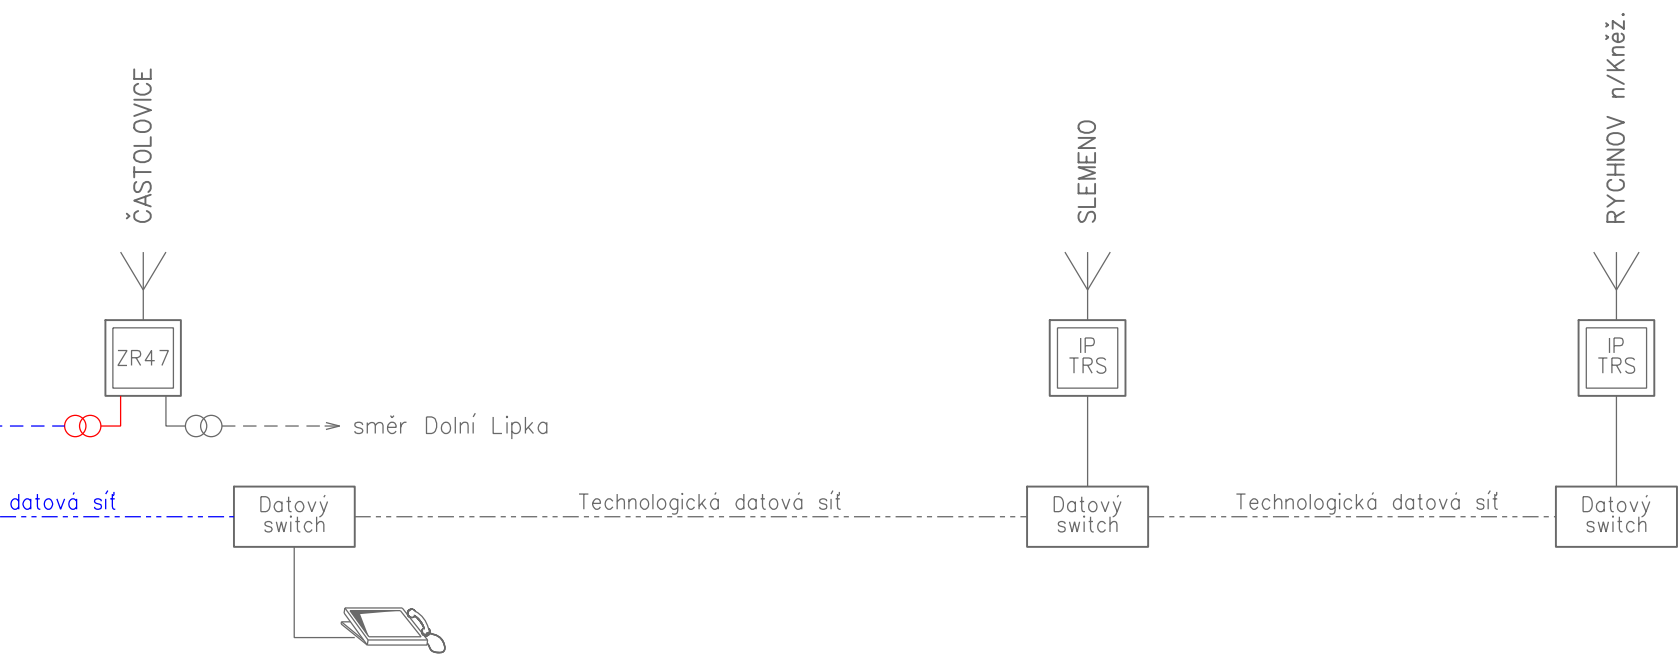 ČASTOLOVICE
SLEMENO
RYCHNOV n/Kněž.
ZR47
IP
TRS
IP
TRS
směr Dolní Lipka
datová síť
Datový
switch
Technologická datová síť
Datový
switch
Technologická datová síť
Datový
switch